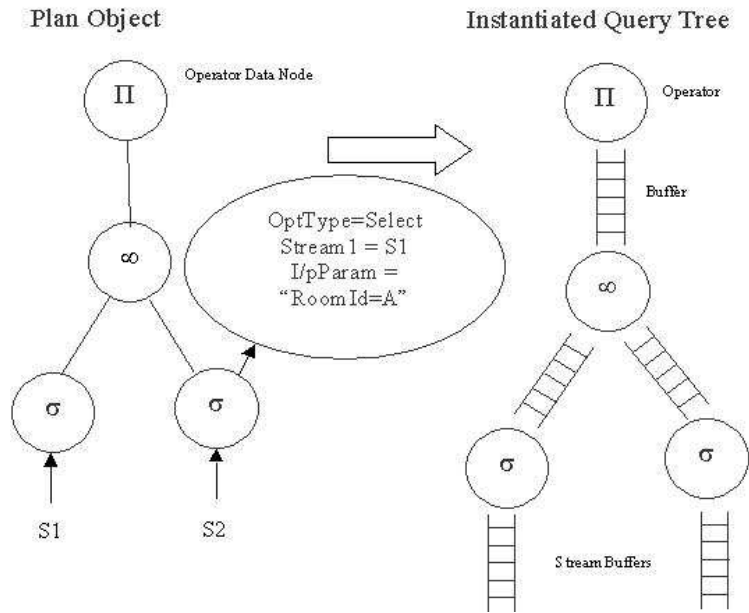 Plan Object
Instantiated Query Tree
Operator Data Node
Π
Π
Operator
Buffer
OptType=Select
Stream1 = S1
I/pParam =
“RoomId=A”
∞
∞
σ
σ
σ
σ
S1
S2
Stream Buffers